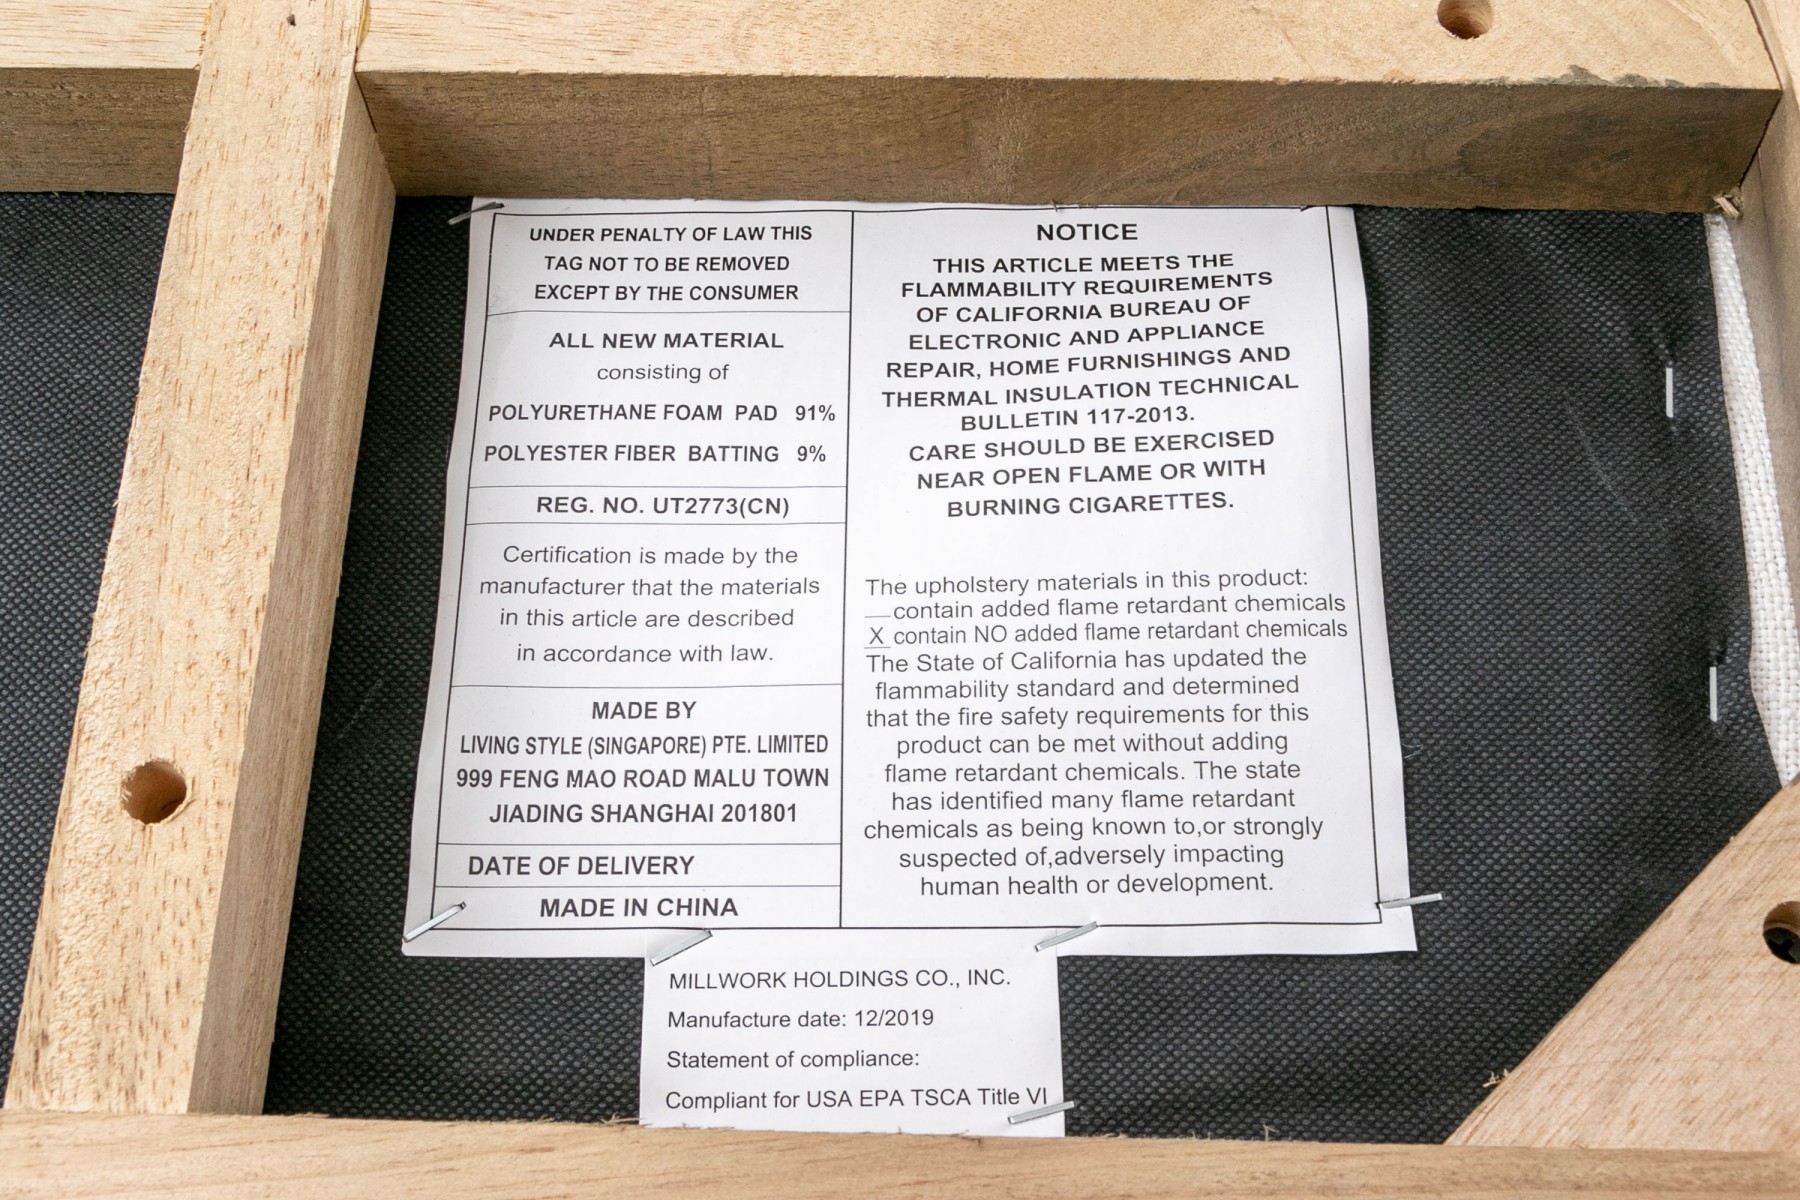 UNDER PENALTY OF LAW THIS
TAG NOT TO BE REMOVED
EXCEPT BY THE CONSUMER
ALL NEW MATERIAL
consisting of
POLYURETHANE FOAM PAD 91%
POLYESTER FIBER BATTING 9%
REG. NO. UT2773(CN)
Certification is made by the
manufacturer that the materials
in this article are described
in accordance with law.
MADE BY
LIVING STYLE (SINGAPORE) PTE. LIMITED
999 FENG MAO ROAD MALU TOWN
JIADING SHANGHAI 201801
DATE OF DELIVERY
MADE IN CHINA
NOTICE
THIS ARTICLE MEETS THE
FLAMMABILITY REQUIREMENTS
OF CALIFORNIA BUREAU OF
ELECTRONIC AND APPLIANCE
REPAIR, HOME FURNISHINGS AND
THERMAL INSULATION TECHNICAL
BULLETIN 117-2013.
CARE SHOULD BE EXERCISED
NEAR OPEN FLAME OR WITH
BURNING CIGARETTES.
The upholstery materials in this product:
__contain added flame retardant chemicals
X contain NO added flame retardant chemicals
The State of California has updated the
flammability standard and determined
that the fire safety requirements for this
product can be met without adding
flame retardant chemicals. The state
has identified many flame retardant
chemicals as being known to,or strongly
suspected of,adversely impacting
human health or development.
MILLWORK HOLDINGS CO., INC.
Manufacture date: 12/2019
Statement of compliance:
Compliant for USA EPA TSCA Title VI